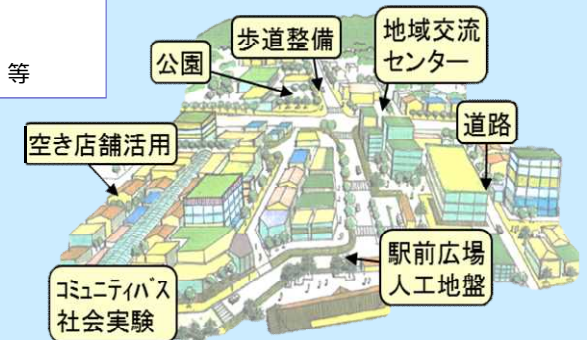 等
歩道整備
地域交流
センター
公園
道路
空き店舗活用
駅前広場
人工地盤
コミュニティバス
社会実験